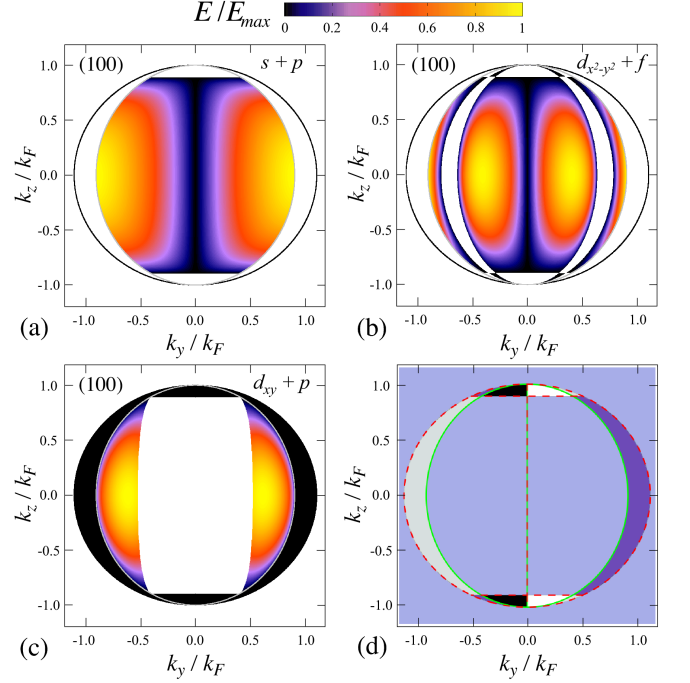 E /E_max
0 0.2 0.4 0.6 0.8 1
(100) s + p
1.0
0.5
0.0
-0.5
-1.0
k_z / k_F
-1.0 -0.5 0.0 0.5 1.0
k_y / k_F
(a)
(100) d_{x²-y²} + f
1.0
0.5
0.0
-0.5
-1.0
k_z / k_F
-1.0 -0.5 0.0 0.5 1.0
k_y / k_F
(b)
(100) d_{xy} + p
1.0
0.5
0.0
-0.5
-1.0
k_z / k_F
-1.0 -0.5 0.0 0.5 1.0
k_y / k_F
(c)
1.0
0.5
0.0
-0.5
-1.0
k_z / k_F
-1.0 -0.5 0.0 0.5 1.0
k_y / k_F
(d)